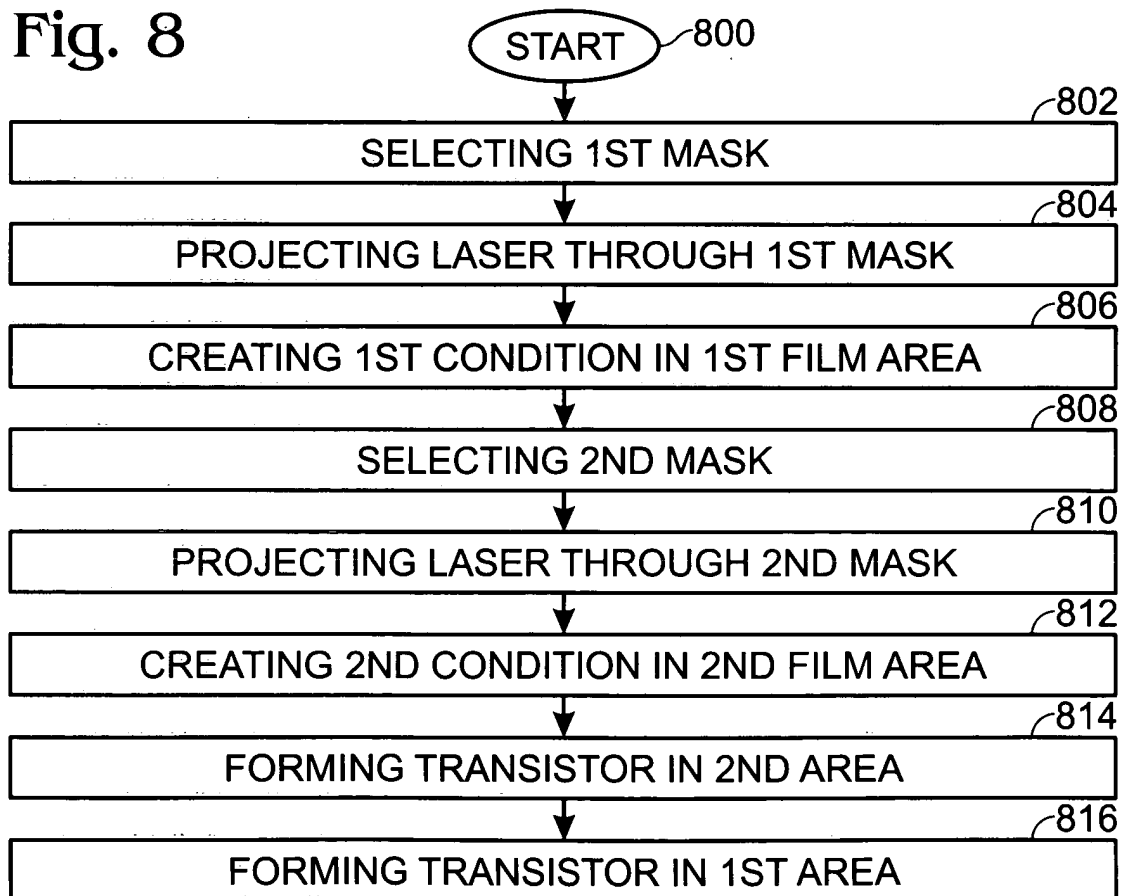 Fig. 8
START
800
802
SELECTING 1ST MASK
804
PROJECTING LASER THROUGH 1ST MASK
806
CREATING 1ST CONDITION IN 1ST FILM AREA
808
SELECTING 2ND MASK
810
PROJECTING LASER THROUGH 2ND MASK
812
CREATING 2ND CONDITION IN 2ND FILM AREA
814
FORMING TRANSISTOR IN 2ND AREA
816
FORMING TRANSISTOR IN 1ST AREA